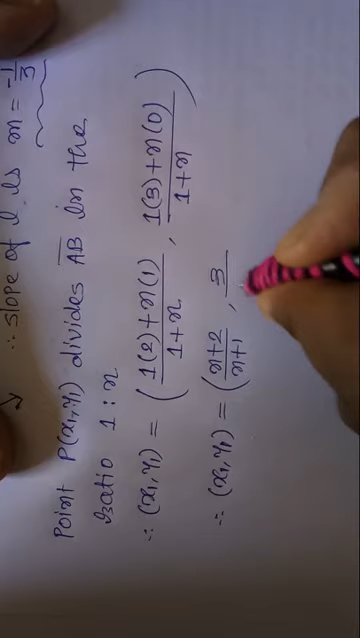 ∴ slope of l is m = -1/3
Point P(x₁, y₁) divides AB̅ in the
ratio 1 : n
∴ (x₁, y₁) = ( (1(2) + n(1))/(1 + n) , (1(3) + n(0))/(1 + n) )
∴ (x₁, y₁) = ( (n+2)/(n+1) , 3